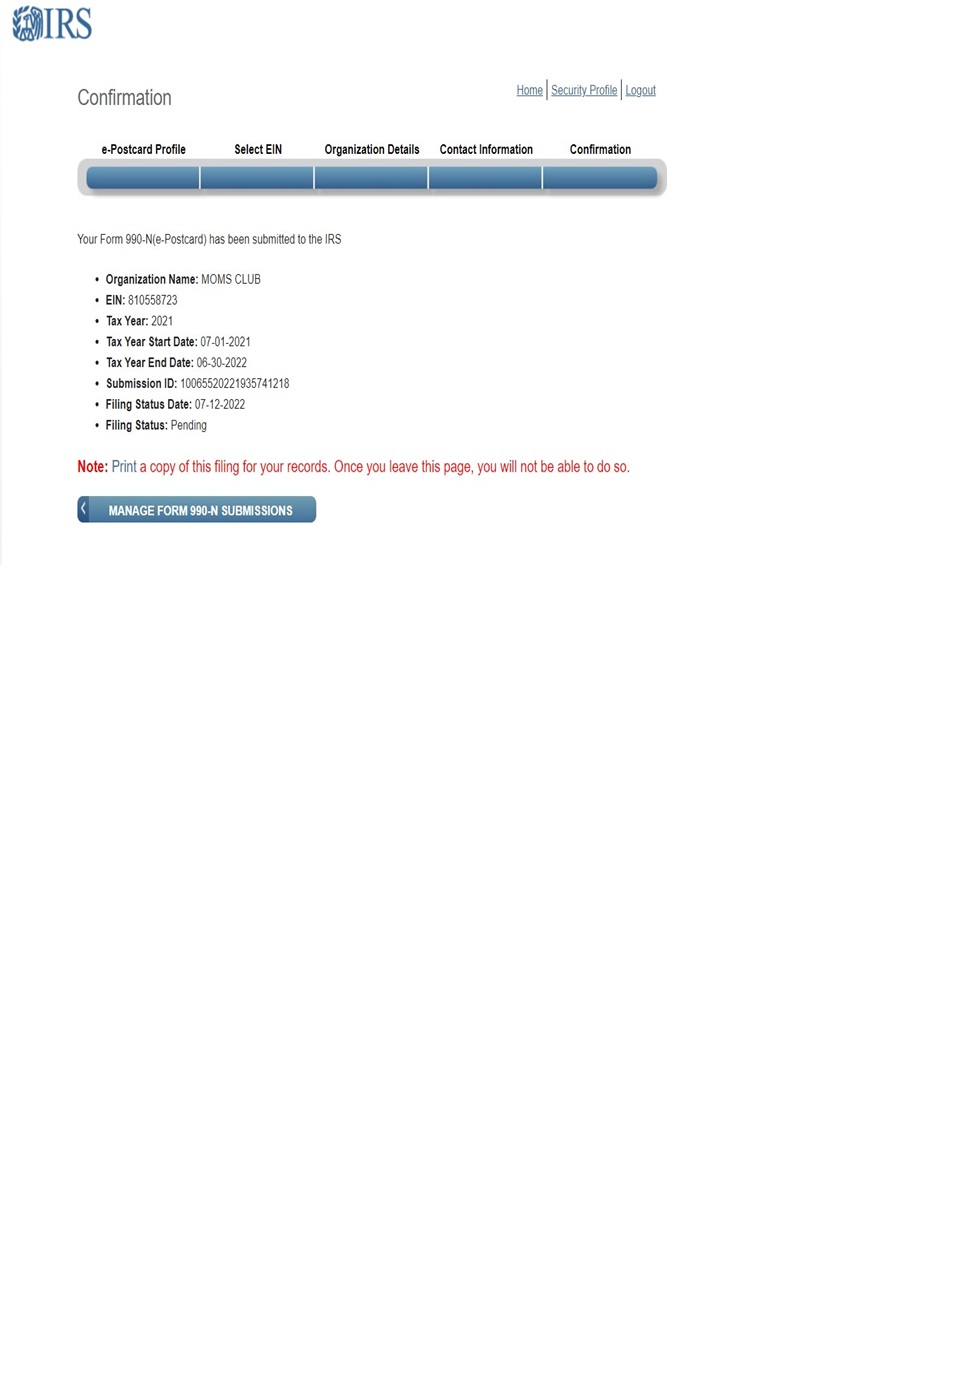 IRS
Home Security Profile Logout
Confirmation
e-Postcard Profile Select EIN Organization Details Contact Information Confirmation
Your Form 990-N(e-Postcard) has been submitted to the IRS
• Organization Name: MOMS CLUB
• EIN: 810558723
• Tax Year: 2021
• Tax Year Start Date: 07-01-2021
• Tax Year End Date: 06-30-2022
• Submission ID: 10065520221935741218
• Filing Status Date: 07-12-2022
• Filing Status: Pending
Note: Print a copy of this filing for your records. Once you leave this page, you will not be able to do so.
MANAGE FORM 990-N SUBMISSIONS